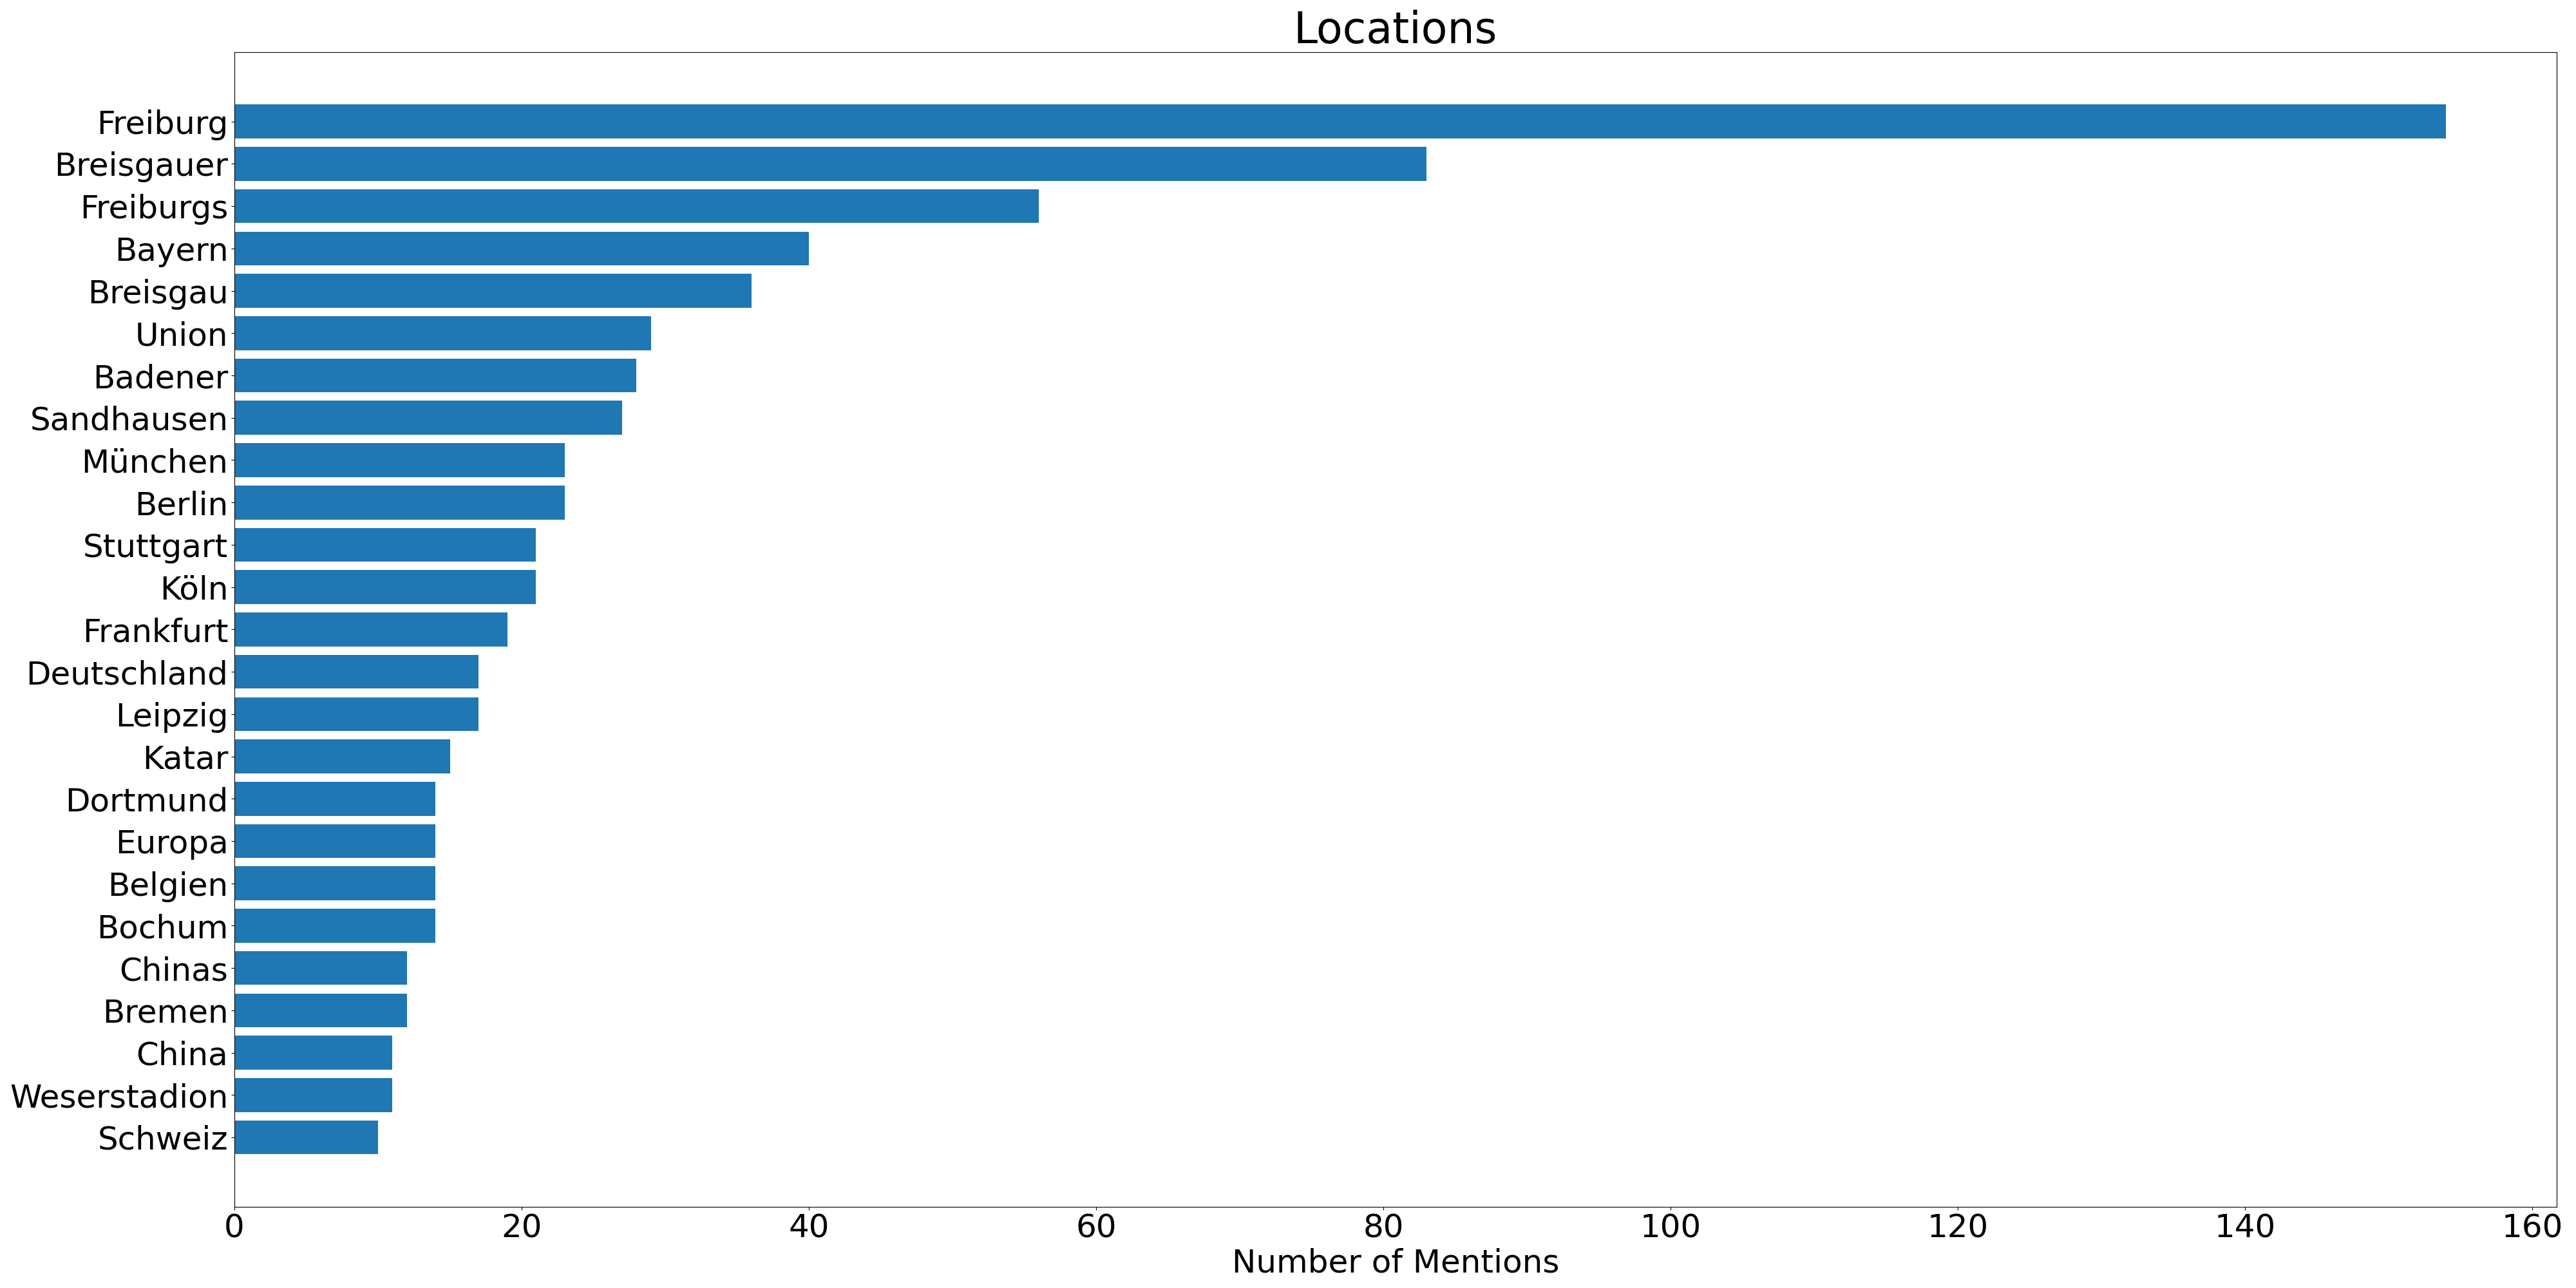 Locations
Freiburg
Breisgauer
Freiburgs
Bayern
Breisgau
Union
Badener
Sandhausen
München
Berlin
Stuttgart
Köln
Frankfurt
Deutschland
Leipzig
Katar
Dortmund
Europa
Belgien
Bochum
Chinas
Bremen
China
Weserstadion
Schweiz
0 20 40 60 80 100 120 140 160
Number of Mentions